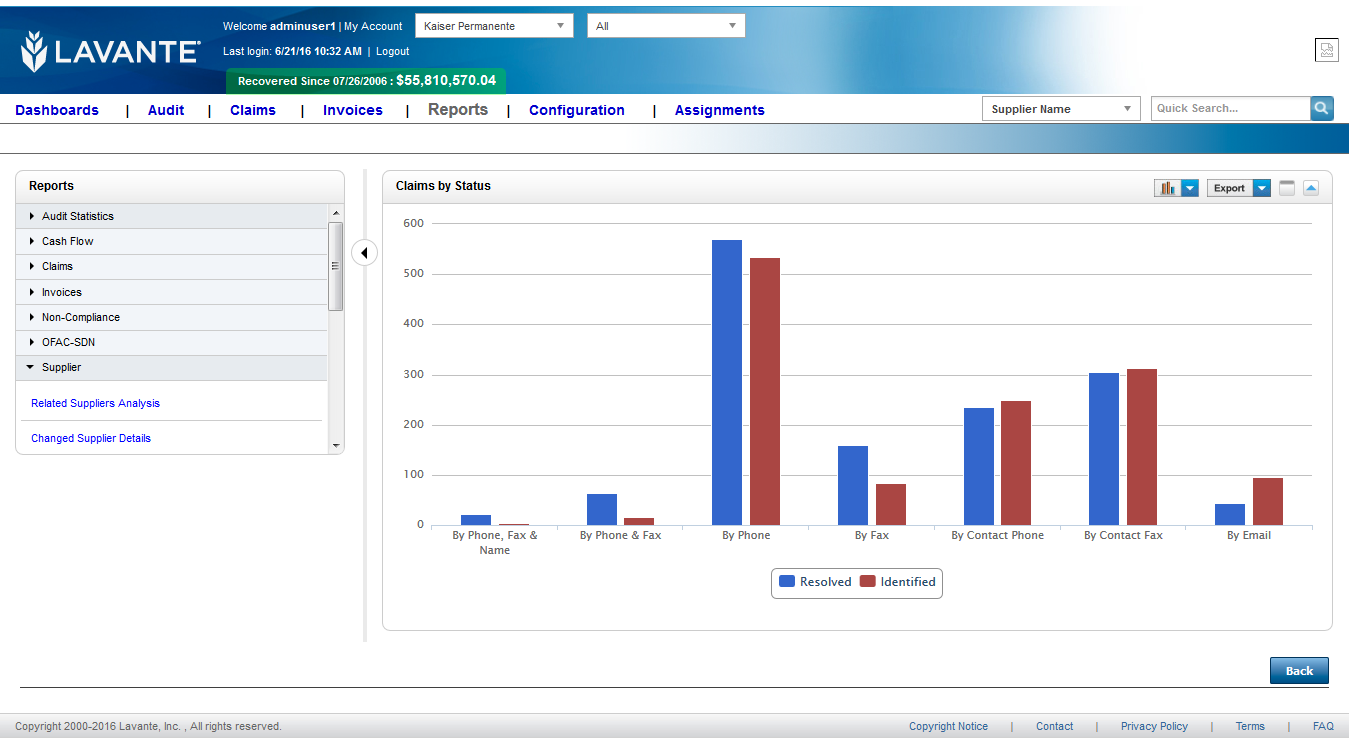 LAVANTE
Welcome adminuser1 | My Account
Kaiser Permanente
All
Last login: 6/21/16 10:32 AM | Logout
Recovered Since 07/26/2006 : $55,810,570.04
Dashboards | Audit | Claims | Invoices | Reports | Configuration | Assignments
Supplier Name
Quick Search...
Reports
Audit Statistics
Cash Flow
Claims
Invoices
Non-Compliance
OFAC-SDN
Supplier
Related Suppliers Analysis
Changed Supplier Details
Claims by Status
Export
600
500
400
300
200
100
0
By Phone, Fax &
Name
By Phone & Fax
By Phone
By Fax
By Contact Phone
By Contact Fax
By Email
Resolved Identified
Back
Copyright 2000-2016 Lavante, Inc. , All rights reserved.
Copyright Notice | Contact | Privacy Policy | Terms | FAQ